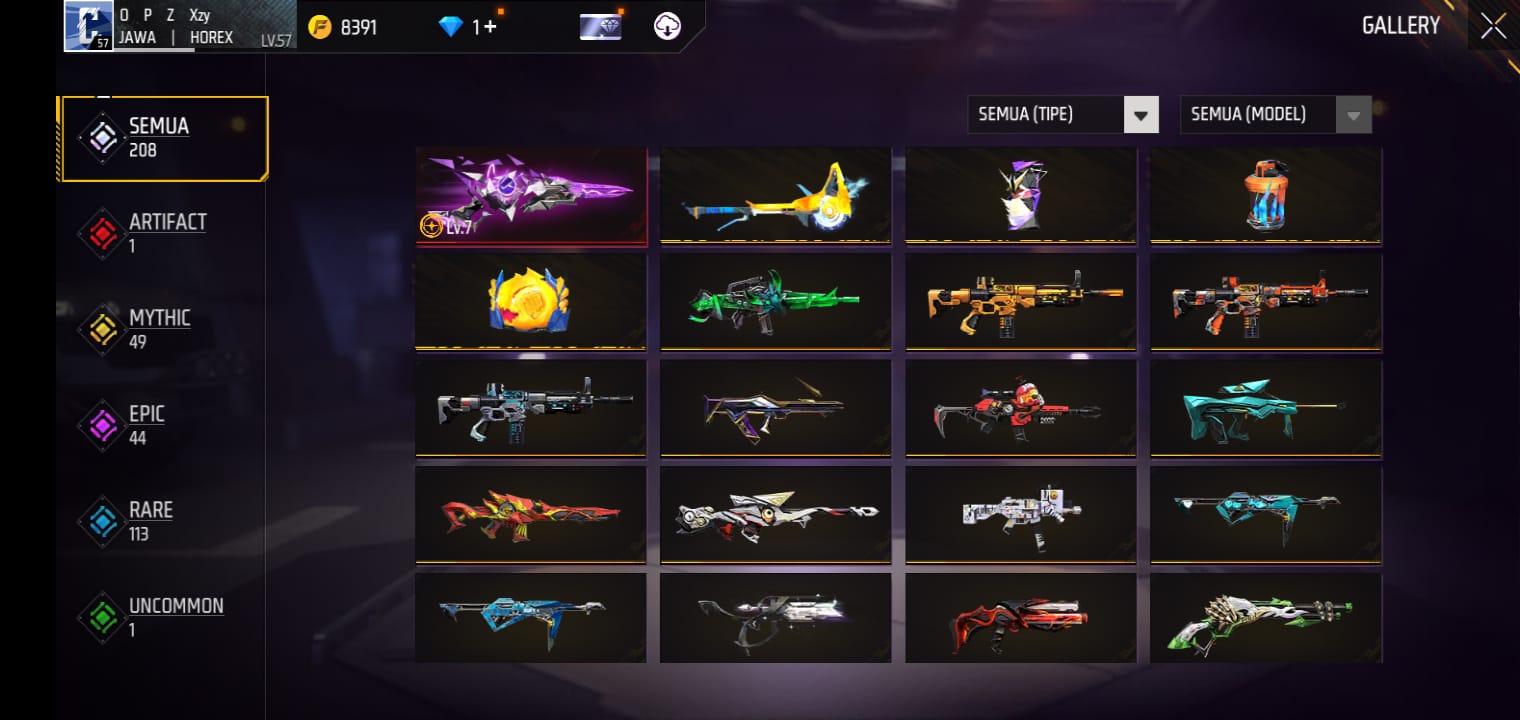 O P Z Xzy
JAWA | HOREX
LV.57
57
8391
1+
GALLERY
SEMUA (TIPE)
SEMUA (MODEL)
SEMUA
208
ARTIFACT
1
MYTHIC
49
EPIC
44
RARE
113
UNCOMMON
1
Lv.7